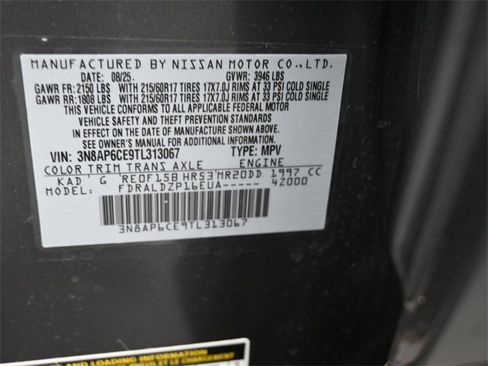 MANUFACTURED BY NISSAN MOTOR CO.,LTD.
DATE: 08/25. GVWR: 3946 LBS
GAWR FR: 2150 LBS WITH 215/60R17 TIRES 17X7.0J RIMS AT 33 PSI COLD SINGLE
GAWR RR: 1808 LBS WITH 215/60R17 TIRES 17X7.0J RIMS AT 33 PSI COLD SINGLE
THIS VEHICLE CONFORMS TO ALL APPLICABLE FEDERAL MOTOR
VEHICLE SAFETY AND THEFT PREVENTION STANDARDS
IN EFFECT ON THE DATE OF MANUFACTURE SHOWN ABOVE.
SEE OWNER'S MANUAL FOR ADDITIONAL INFORMATION.
VIN: 3N8AP6CE9TL313067 TYPE: MPV
COLOR TRIM TRANS AXLE ENGINE
KAD G RE0F15B HR53 MR20DD 1997 CC
MODEL: FDRALDZP16EUA----- 42000
3N8AP6CE9TL313067
AND LOADING INFORMATION